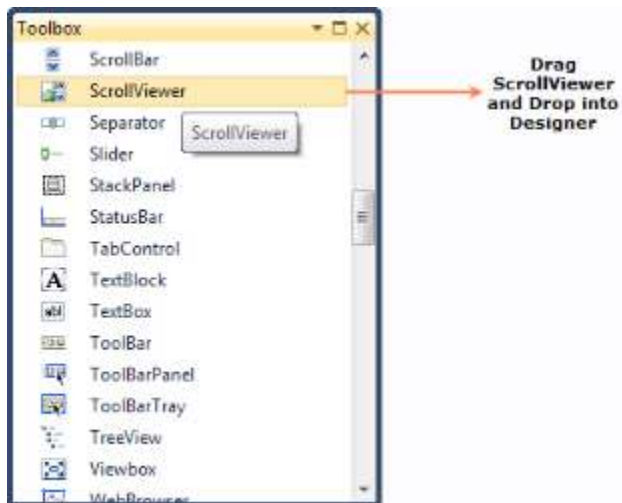 Toolbox
ScrollBar
ScrollViewer
Separator
ScrollViewer
Slider
StackPanel
StatusBar
TabControl
TextBlock
TextBox
ToolBar
ToolBarPanel
ToolBarTray
TreeView
Viewbox
WebBrowser
Drag
ScrollViewer
and Drop into
Designer